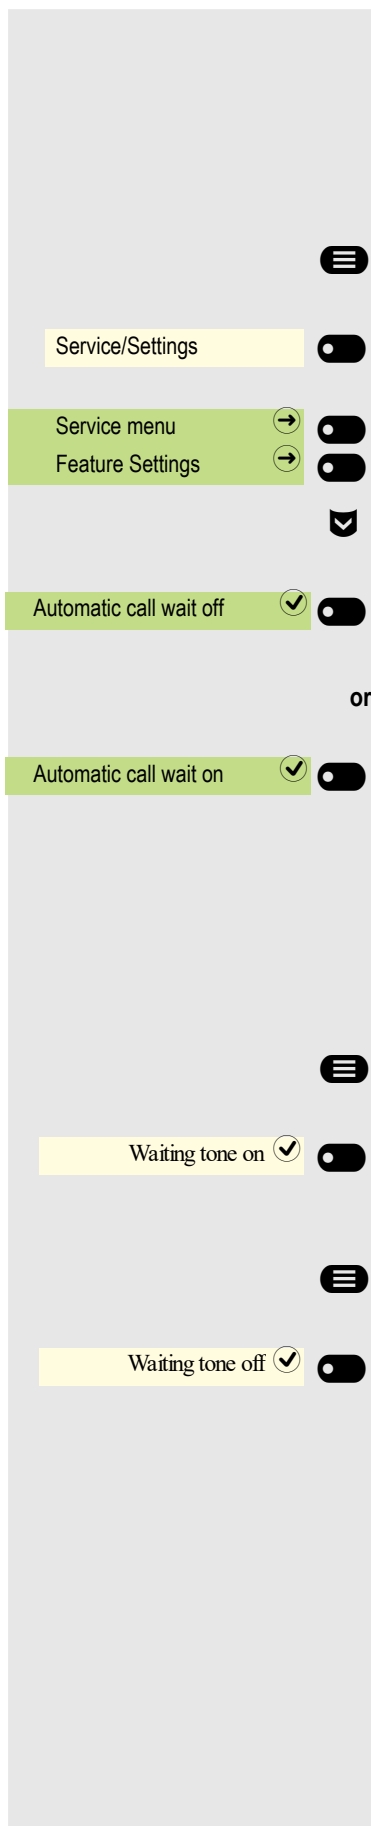 Service/Settings
Service menu
Feature Settings
Automatic call wait off
or
Automatic call wait on
Waiting tone on
Waiting tone off